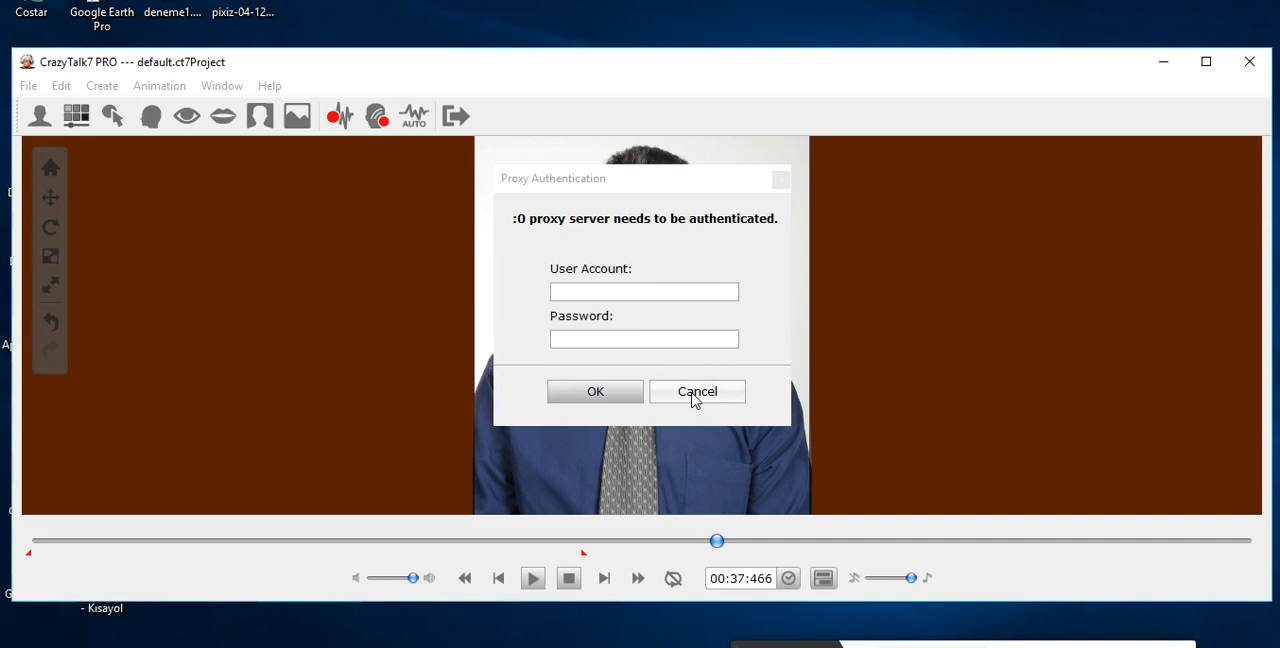 Costar
Google Earth
Pro
deneme1....
pixiz-04-12...
CrazyTalk7 PRO --- default.ct7Project
File Edit Create Animation Window Help
AUTO
Proxy Authentication
:0 proxy server needs to be authenticated.
User Account:
Password:
OK Cancel
00:37:466
- Kısayol